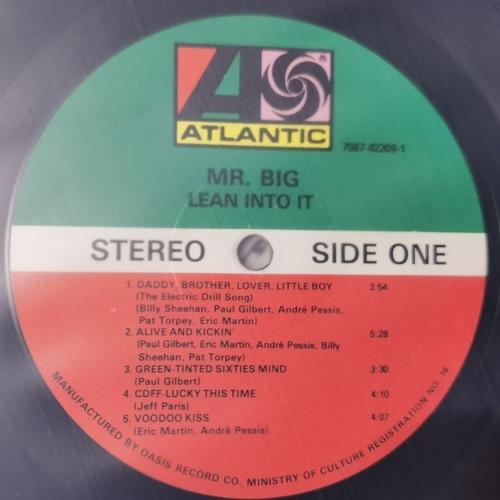 ATLANTIC
®
7567-82209-1
MR. BIG
LEAN INTO IT
STEREO SIDE ONE
1. DADDY, BROTHER, LOVER, LITTLE BOY 3:54
(The Electric Drill Song)
(Billy Sheehan, Paul Gilbert, André Pessis,
Pat Torpey, Eric Martin)
2. ALIVE AND KICKIN' 5:28
(Paul Gilbert, Eric Martin, André Pessis, Billy
Sheehan, Pat Torpey)
3. GREEN-TINTED SIXTIES MIND 3:30
(Paul Gilbert)
4. CDFF-LUCKY THIS TIME 4:10
(Jeff Paris)
5. VOODOO KISS 4:07
(Eric Martin, André Pessis)
MANUFACTURED BY OASIS RECORD CO. MINISTRY OF CULTURE REGISTRATION NO. 16